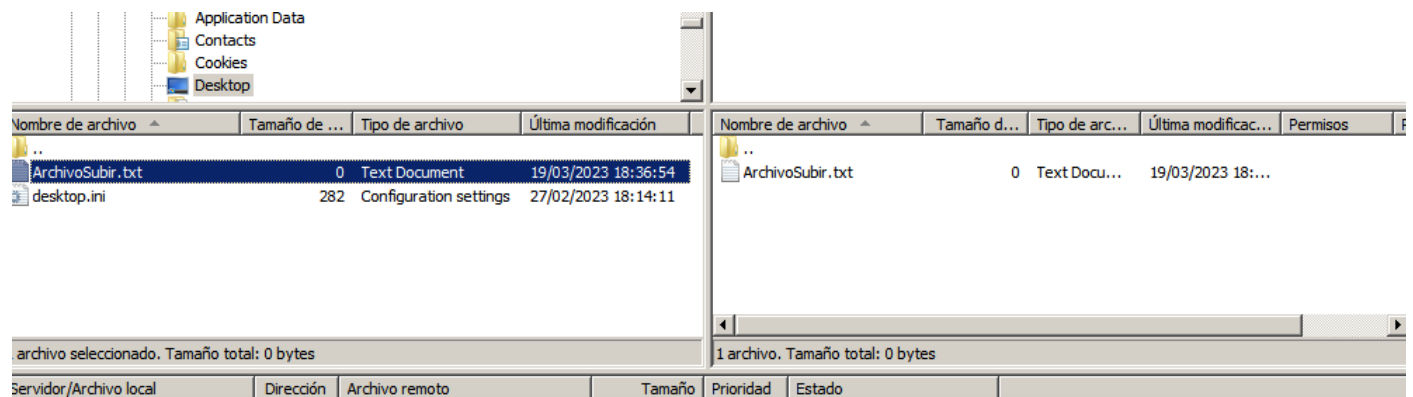 Application Data
Contacts
Cookies
Desktop
Nombre de archivo Tamaño de ... Tipo de archivo Última modificación
..
ArchivoSubir.txt 0 Text Document 19/03/2023 18:36:54
desktop.ini 282 Configuration settings 27/02/2023 18:14:11
archivo seleccionado. Tamaño total: 0 bytes
Nombre de archivo Tamaño d... Tipo de arc... Última modificac... Permisos
..
ArchivoSubir.txt 0 Text Docu... 19/03/2023 18:...
1 archivo. Tamaño total: 0 bytes
Servidor/Archivo local Dirección Archivo remoto Tamaño Prioridad Estado